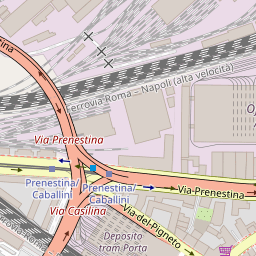 Ferrovia Roma - Napoli (alta velocità)
Via Prenestina
Prenestina/
Caballini
Prenestina/
Caballini
Via-Prenestina
Via Casilina
Via-del-Pigneto
Deposito
tram Porta